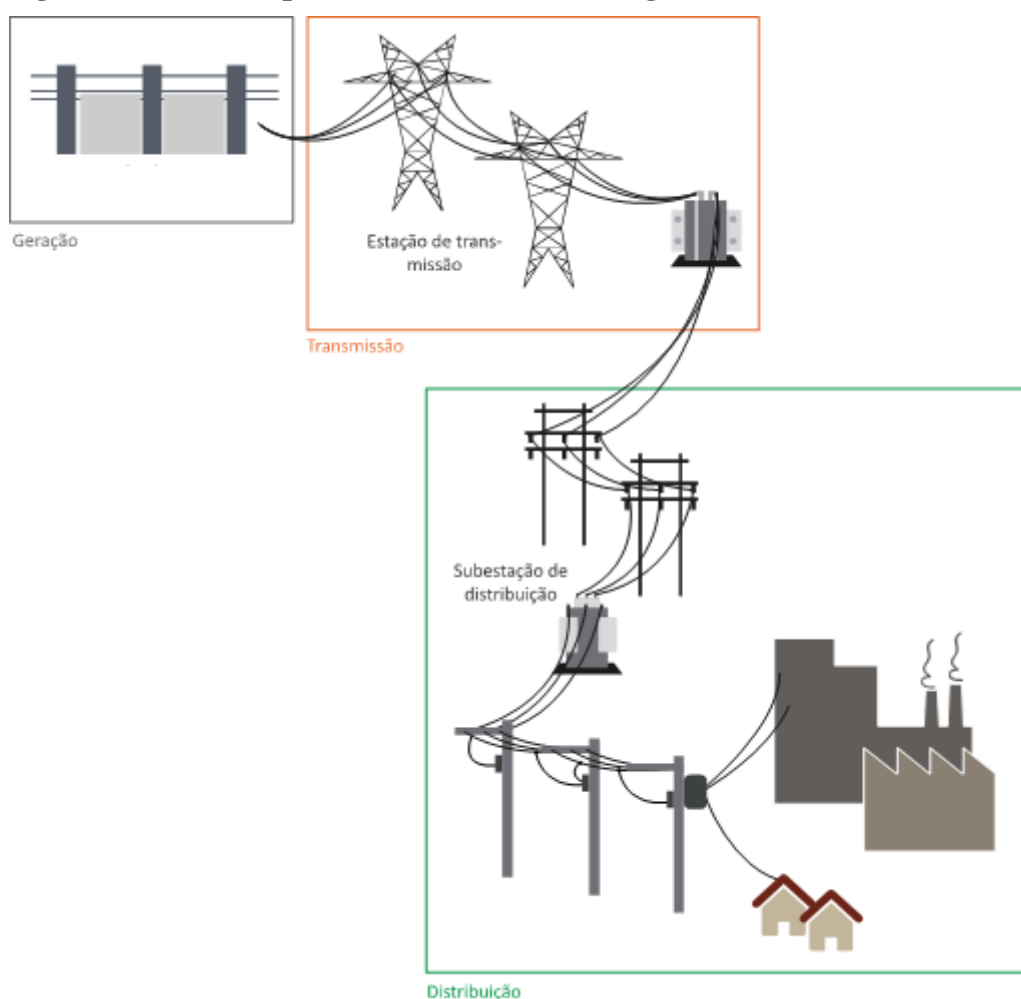 Geração
Estação de trans-
missão
Transmissão
Subestação de
distribuição
Distribuição